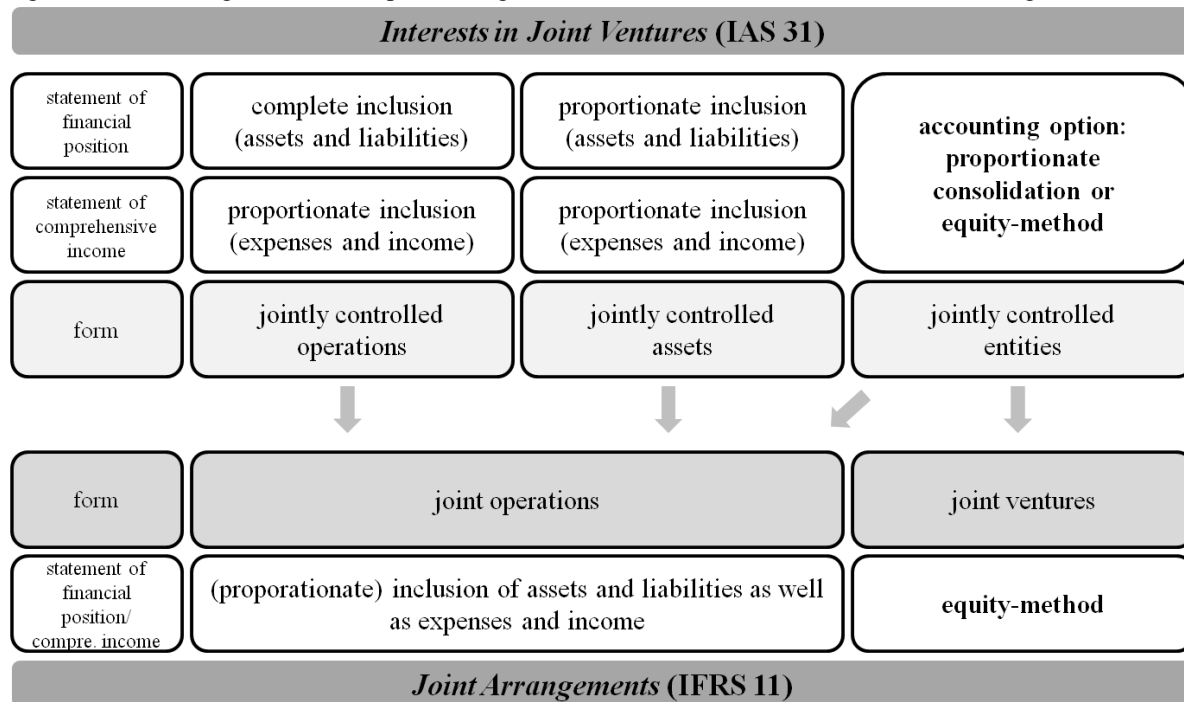 Interests in Joint Ventures (IAS 31)
statement of
financial
position
complete inclusion
(assets and liabilities)
proportionate inclusion
(assets and liabilities)
accounting option:
proportionate
consolidation or
equity-method
statement of
comprehensive
income
proportionate inclusion
(expenses and income)
proportionate inclusion
(expenses and income)
form
jointly controlled
operations
jointly controlled
assets
jointly controlled
entities
form
joint operations
joint ventures
statement of
financial
position/
compre. income
(proporationate) inclusion of assets and liabilities as well
as expenses and income
equity-method
Joint Arrangements (IFRS 11)